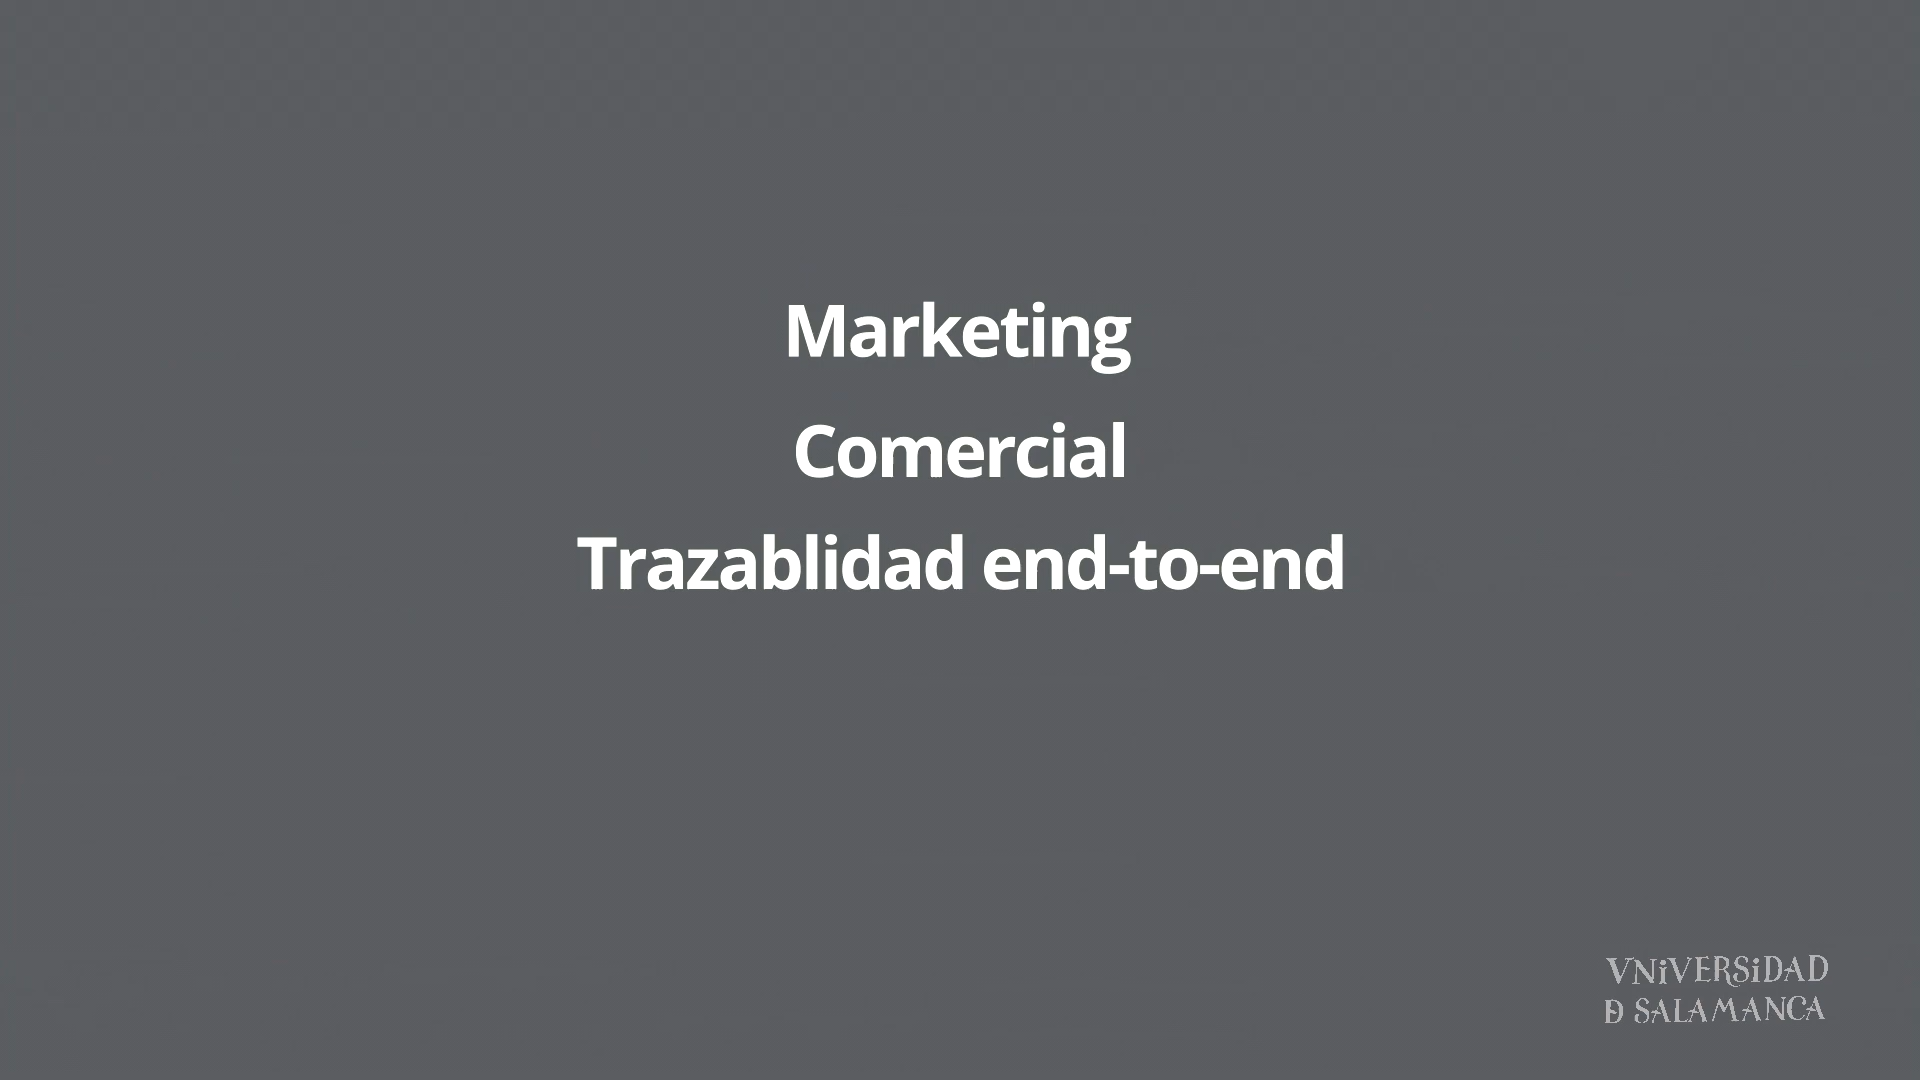 Marketing
Comercial
Trazablidad end-to-end
VNiVERSiDAD
Ð SALAMANCA